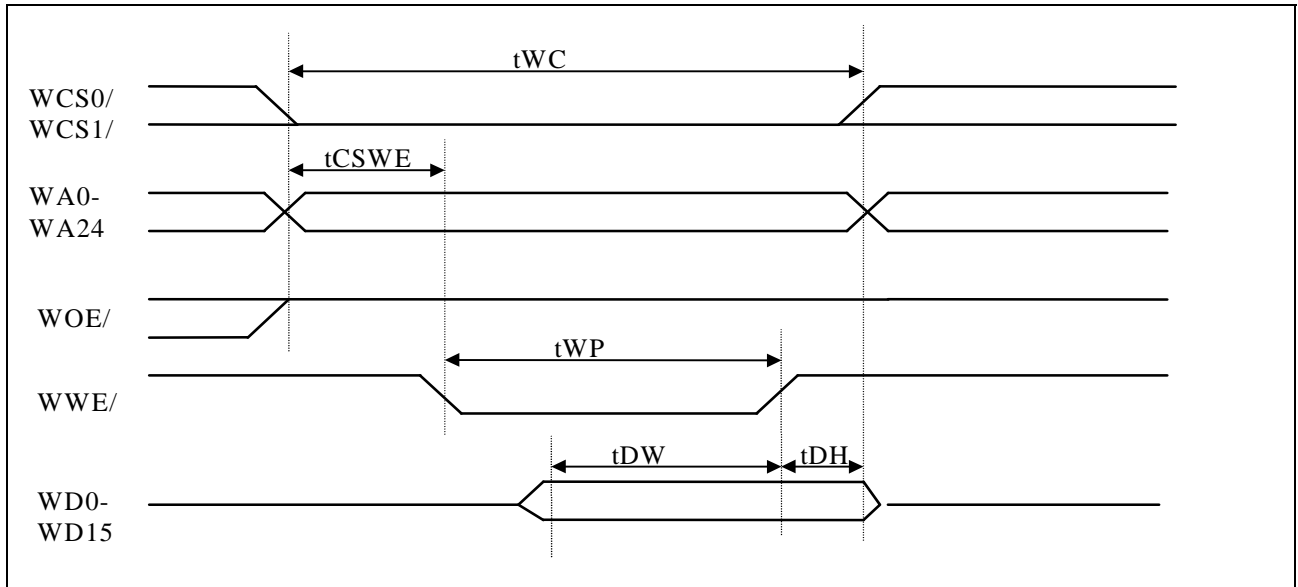 tWC
WCS0/
WCS1/
tCSWE
WA0-
WA24
WOE/
tWP
WWE/
tDW
tDH
WD0-
WD15